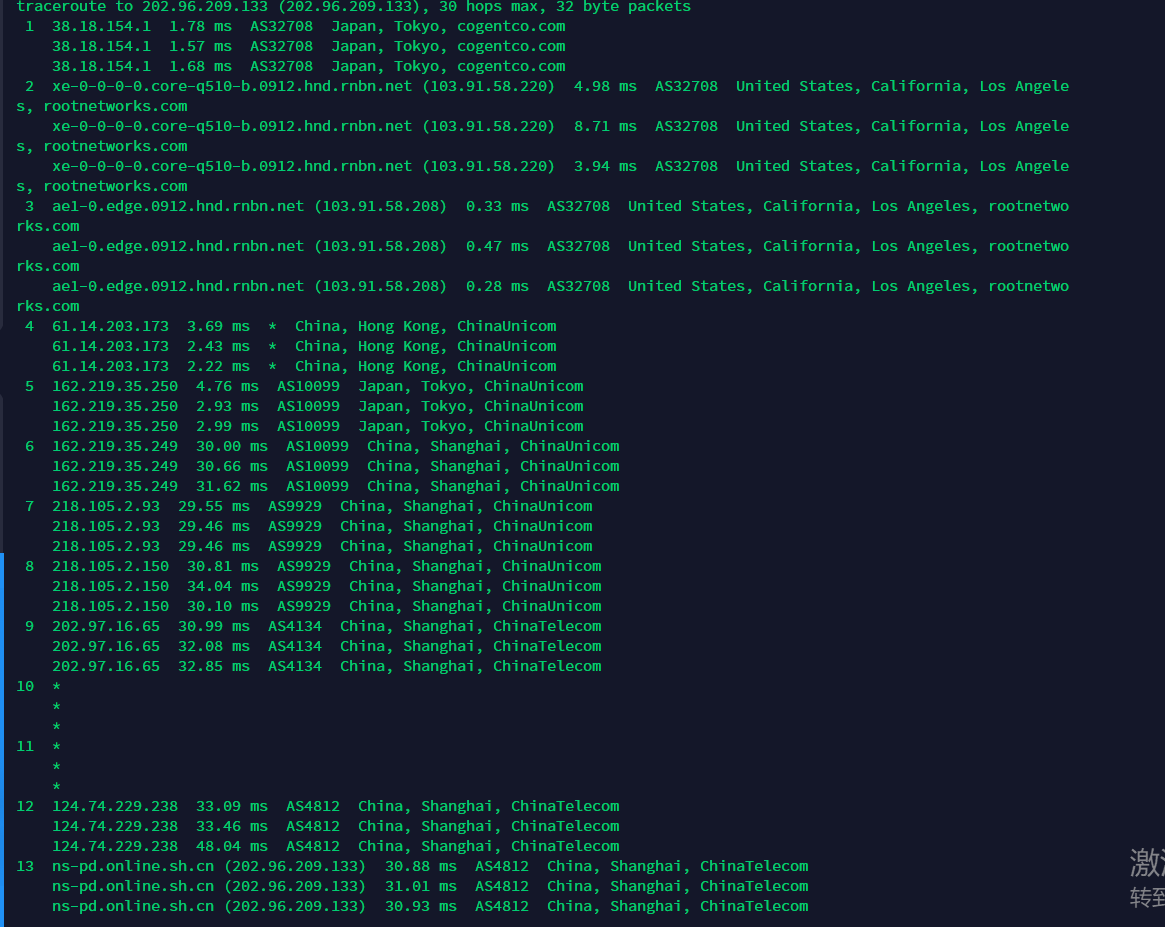 traceroute to 202.96.209.133 (202.96.209.133), 30 hops max, 32 byte packets
1 38.18.154.1 1.78 ms AS32708 Japan, Tokyo, cogentco.com
38.18.154.1 1.57 ms AS32708 Japan, Tokyo, cogentco.com
38.18.154.1 1.68 ms AS32708 Japan, Tokyo, cogentco.com
2 xe-0-0-0-0.core-q510-b.0912.hnd.rnbn.net (103.91.58.220) 4.98 ms AS32708 United States, California, Los Angele
s, rootnetworks.com
xe-0-0-0-0.core-q510-b.0912.hnd.rnbn.net (103.91.58.220) 8.71 ms AS32708 United States, California, Los Angele
s, rootnetworks.com
xe-0-0-0-0.core-q510-b.0912.hnd.rnbn.net (103.91.58.220) 3.94 ms AS32708 United States, California, Los Angele
s, rootnetworks.com
3 ae1-0.edge.0912.hnd.rnbn.net (103.91.58.208) 0.33 ms AS32708 United States, California, Los Angeles, rootnetwo
rks.com
ae1-0.edge.0912.hnd.rnbn.net (103.91.58.208) 0.47 ms AS32708 United States, California, Los Angeles, rootnetwo
rks.com
ae1-0.edge.0912.hnd.rnbn.net (103.91.58.208) 0.28 ms AS32708 United States, California, Los Angeles, rootnetwo
rks.com
4 61.14.203.173 3.69 ms * China, Hong Kong, ChinaUnicom
61.14.203.173 2.43 ms * China, Hong Kong, ChinaUnicom
61.14.203.173 2.22 ms * China, Hong Kong, ChinaUnicom
5 162.219.35.250 4.76 ms AS10099 Japan, Tokyo, ChinaUnicom
162.219.35.250 2.93 ms AS10099 Japan, Tokyo, ChinaUnicom
162.219.35.250 2.99 ms AS10099 Japan, Tokyo, ChinaUnicom
6 162.219.35.249 30.00 ms AS10099 China, Shanghai, ChinaUnicom
162.219.35.249 30.66 ms AS10099 China, Shanghai, ChinaUnicom
162.219.35.249 31.62 ms AS10099 China, Shanghai, ChinaUnicom
7 218.105.2.93 29.55 ms AS9929 China, Shanghai, ChinaUnicom
218.105.2.93 29.46 ms AS9929 China, Shanghai, ChinaUnicom
218.105.2.93 29.46 ms AS9929 China, Shanghai, ChinaUnicom
8 218.105.2.150 30.81 ms AS9929 China, Shanghai, ChinaUnicom
218.105.2.150 34.04 ms AS9929 China, Shanghai, ChinaUnicom
218.105.2.150 30.10 ms AS9929 China, Shanghai, ChinaUnicom
9 202.97.16.65 30.99 ms AS4134 China, Shanghai, ChinaTelecom
202.97.16.65 32.08 ms AS4134 China, Shanghai, ChinaTelecom
202.97.16.65 32.85 ms AS4134 China, Shanghai, ChinaTelecom
10 *
*
*
11 *
*
*
12 124.74.229.238 33.09 ms AS4812 China, Shanghai, ChinaTelecom
124.74.229.238 33.46 ms AS4812 China, Shanghai, ChinaTelecom
124.74.229.238 48.04 ms AS4812 China, Shanghai, ChinaTelecom
13 ns-pd.online.sh.cn (202.96.209.133) 30.88 ms AS4812 China, Shanghai, ChinaTelecom
ns-pd.online.sh.cn (202.96.209.133) 31.01 ms AS4812 China, Shanghai, ChinaTelecom
ns-pd.online.sh.cn (202.96.209.133) 30.93 ms AS4812 China, Shanghai, ChinaTelecom
激
转到